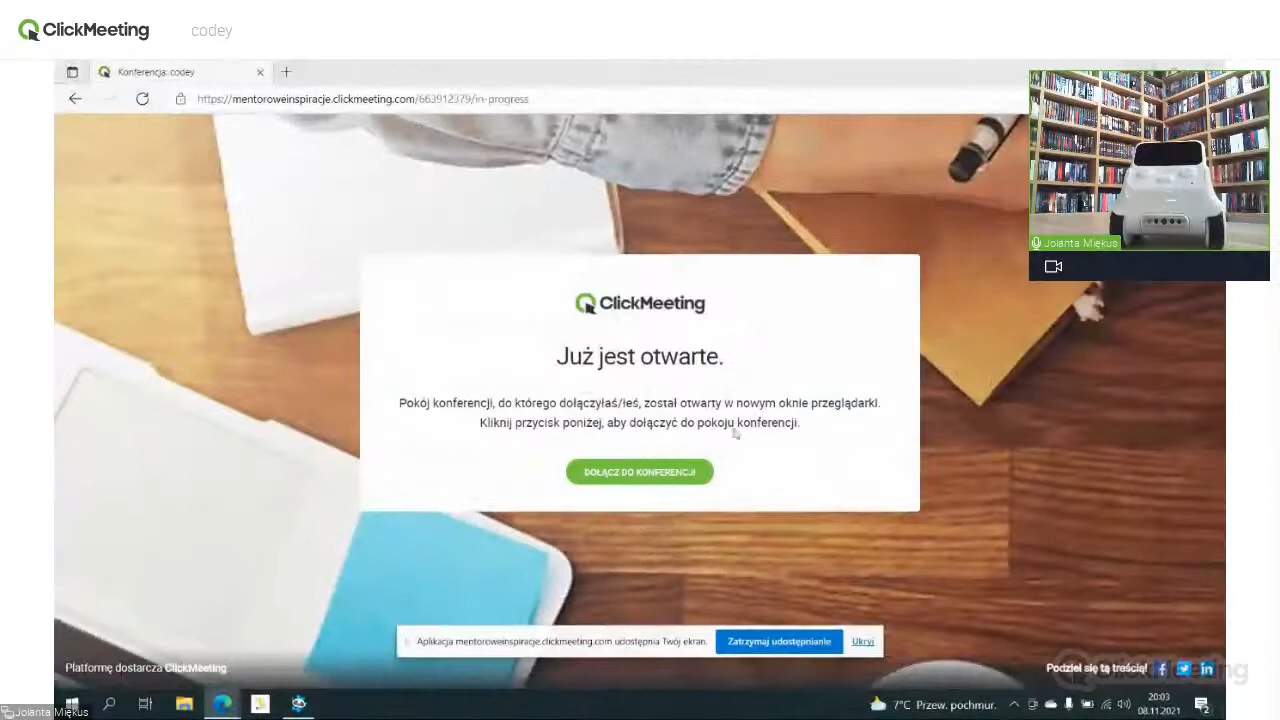 ClickMeeting codey
Konferencja: codey
https://mentoroweinspiracje.clickmeeting.com/663912379/in-progress
Jolanta Miękus
ClickMeeting
Już jest otwarte.
Pokój konferencji, do którego dołączyłaś/łeś, został otwarty w nowym oknie przeglądarki.
Kliknij przycisk poniżej, aby dołączyć do pokoju konferencji.
DOŁĄCZ DO KONFERENCJI
Aplikacja mentoroweinspiracje.clickmeeting.com udostępnia Twój ekran. Zatrzymaj udostępnianie Ukryj
Platformę dostarcza ClickMeeting
Podziel się tą treścią!
ClickMeeting
7°C Przew. pochmur.
20:03
08.11.2021
2
Jolanta Miękus